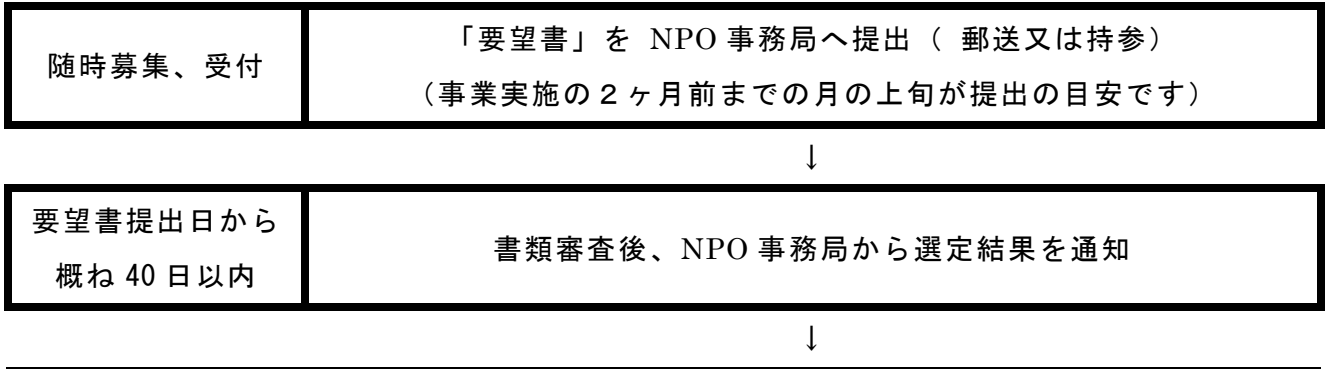 随時募集、受付
「要望書」を NPO 事務局へ提出（ 郵送又は持参）
（事業実施の２ヶ月前までの月の上旬が提出の目安です）
↓
要望書提出日から
概ね 40 日以内
書類審査後、NPO 事務局から選定結果を通知
↓